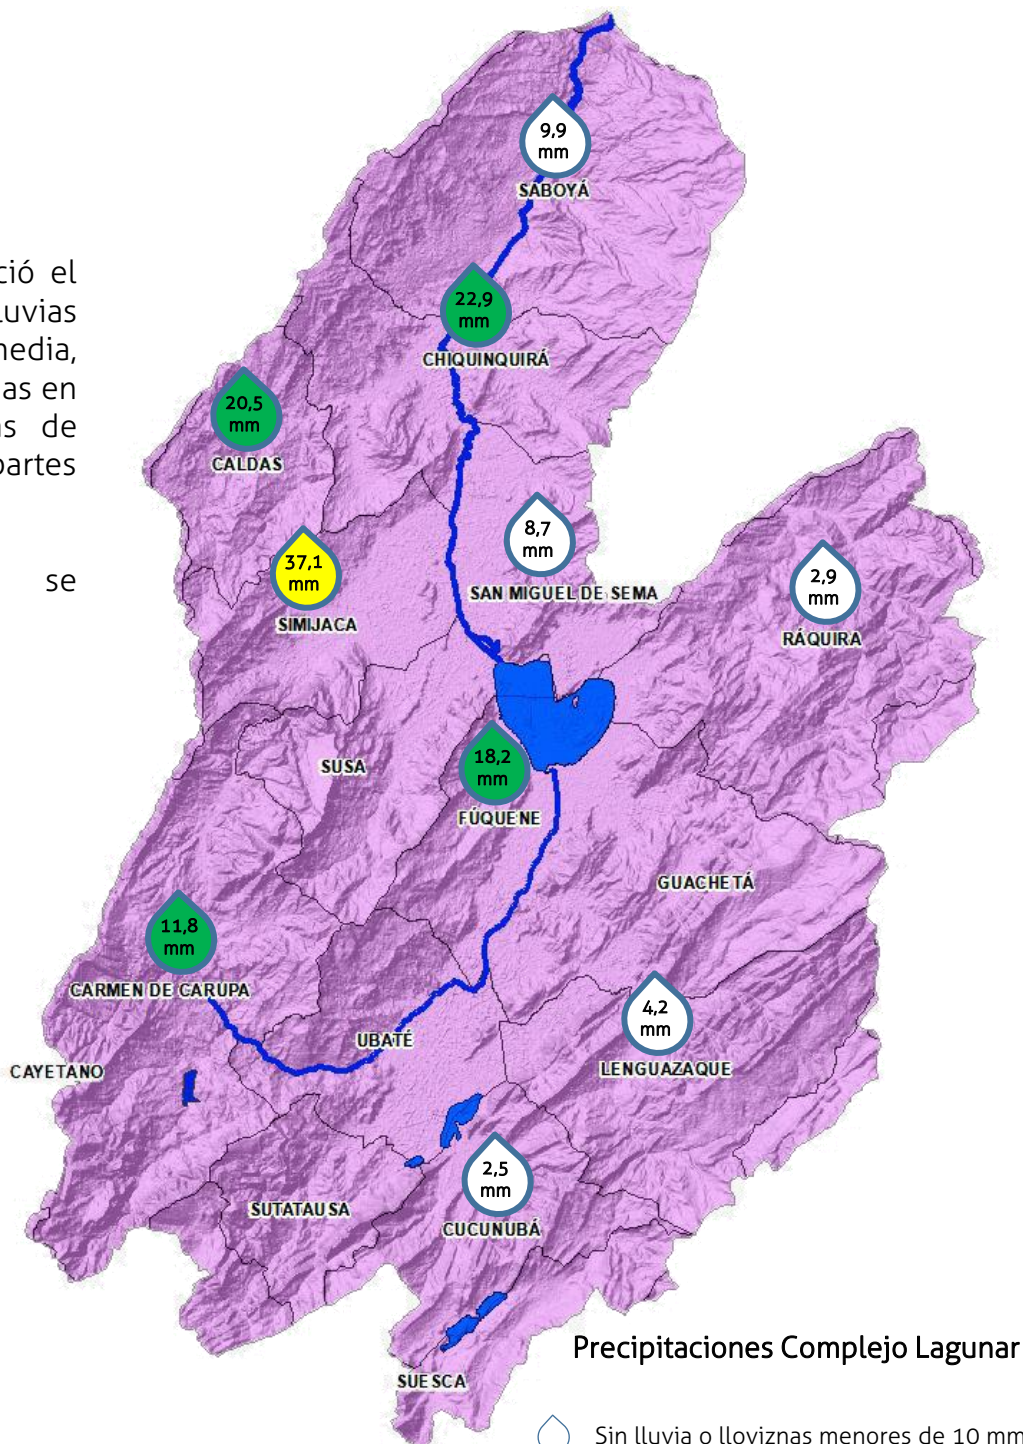 9,9
mm
SABOYÁ
ció el
luvias
nedia,
as en
as de
partes
se
22,9
mm
CHIQUINQUIRÁ
20,5
mm
CALDAS
8,7
mm
SAN MIGUEL DE SEMA
37,1
mm
SIMIJACA
2,9
mm
RÁQUIRA
SUSA
18,2
mm
FÚQUENE
GUACHETÁ
11,8
mm
CARMEN DE CARUPA
4,2
mm
LENGUAZAQUE
UBATÉ
CAYETANO
2,5
mm
CUCUNUBÁ
SUTATAUSA
SUESCA
Precipitaciones Complejo Lagunar
Sin lluvia o lloviznas menores de 10 mm